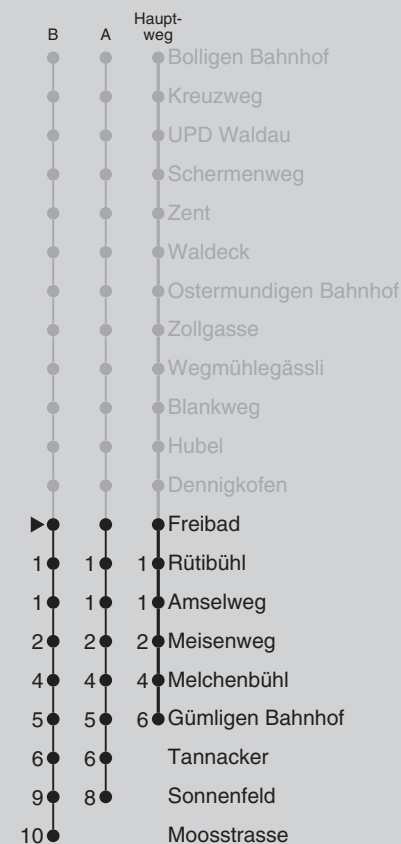 Haupt-
B A weg
Bolligen Bahnhof
Kreuzweg
UPD Waldau
Schermenweg
Zent
Waldeck
Ostermundigen Bahnhof
Zollgasse
Wegmühlegässli
Blankweg
Hubel
Dennigkofen
Freibad
1 1 1 Rütibühl
1 1 1 Amselweg
2 2 2 Meisenweg
4 4 4 Melchenbühl
5 5 6 Gümligen Bahnhof
6 6 Tannacker
9 8 Sonnenfeld
10 Moosstrasse